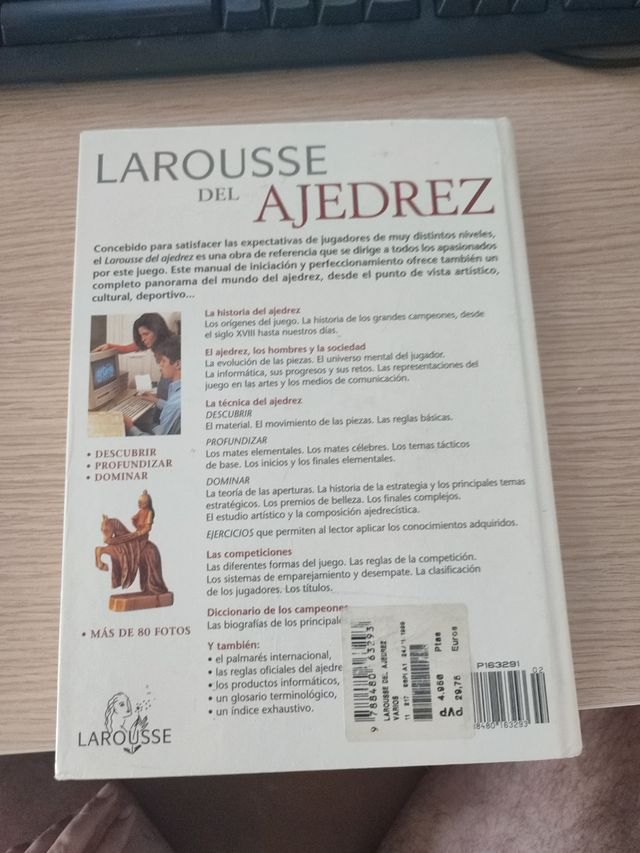 LAROUSSE
DEL AJEDREZ
Concebido para satisfacer las expectativas de jugadores de muy distintos niveles,
el Larousse del ajedrez es una obra de referencia que se dirige a todos los apasionados
por este juego. Este manual de iniciación y perfeccionamiento ofrece también un
completo panorama del mundo del ajedrez, desde el punto de vista artístico,
cultural, deportivo...
La historia del ajedrez
Los orígenes del juego. La historia de los grandes campeones, desde
el siglo XVIII hasta nuestros días.
El ajedrez, los hombres y la sociedad
La evolución de las piezas. El universo mental del jugador.
La informática, sus progresos y sus retos. Las representaciones del
juego en las artes y los medios de comunicación.
La técnica del ajedrez
DESCUBRIR
El material. El movimiento de las piezas. Las reglas básicas.
PROFUNDIZAR
Los mates elementales. Los mates célebres. Los temas tácticos
de base. Los inicios y los finales elementales.
DOMINAR
La teoría de las aperturas. La historia de la estrategia y los principales temas
estratégicos. Los premios de belleza. Los finales complejos.
El estudio artístico y la composición ajedrecística.
EJERCICIOS que permiten al lector aplicar los conocimientos adquiridos.
Las competiciones
Las diferentes formas del juego. Las reglas de la competición.
Los sistemas de emparejamiento y desempate. La clasificación
de los jugadores. Los títulos.
Diccionario de los campeones
Las biografías de los principale
Y también:
• el palmarés internacional,
• las reglas oficiales del ajedre
• los productos informáticos,
• un glosario terminológico,
• un índice exhaustivo.
• DESCUBRIR
• PROFUNDIZAR
• DOMINAR
• MÁS DE 80 FOTOS
LAROUSSE
9 788480 163293
LAROUSSE DEL AJEDREZ
VARIOS
4.950 Ptas
29,75 Euros
P163291
02
88480 163293